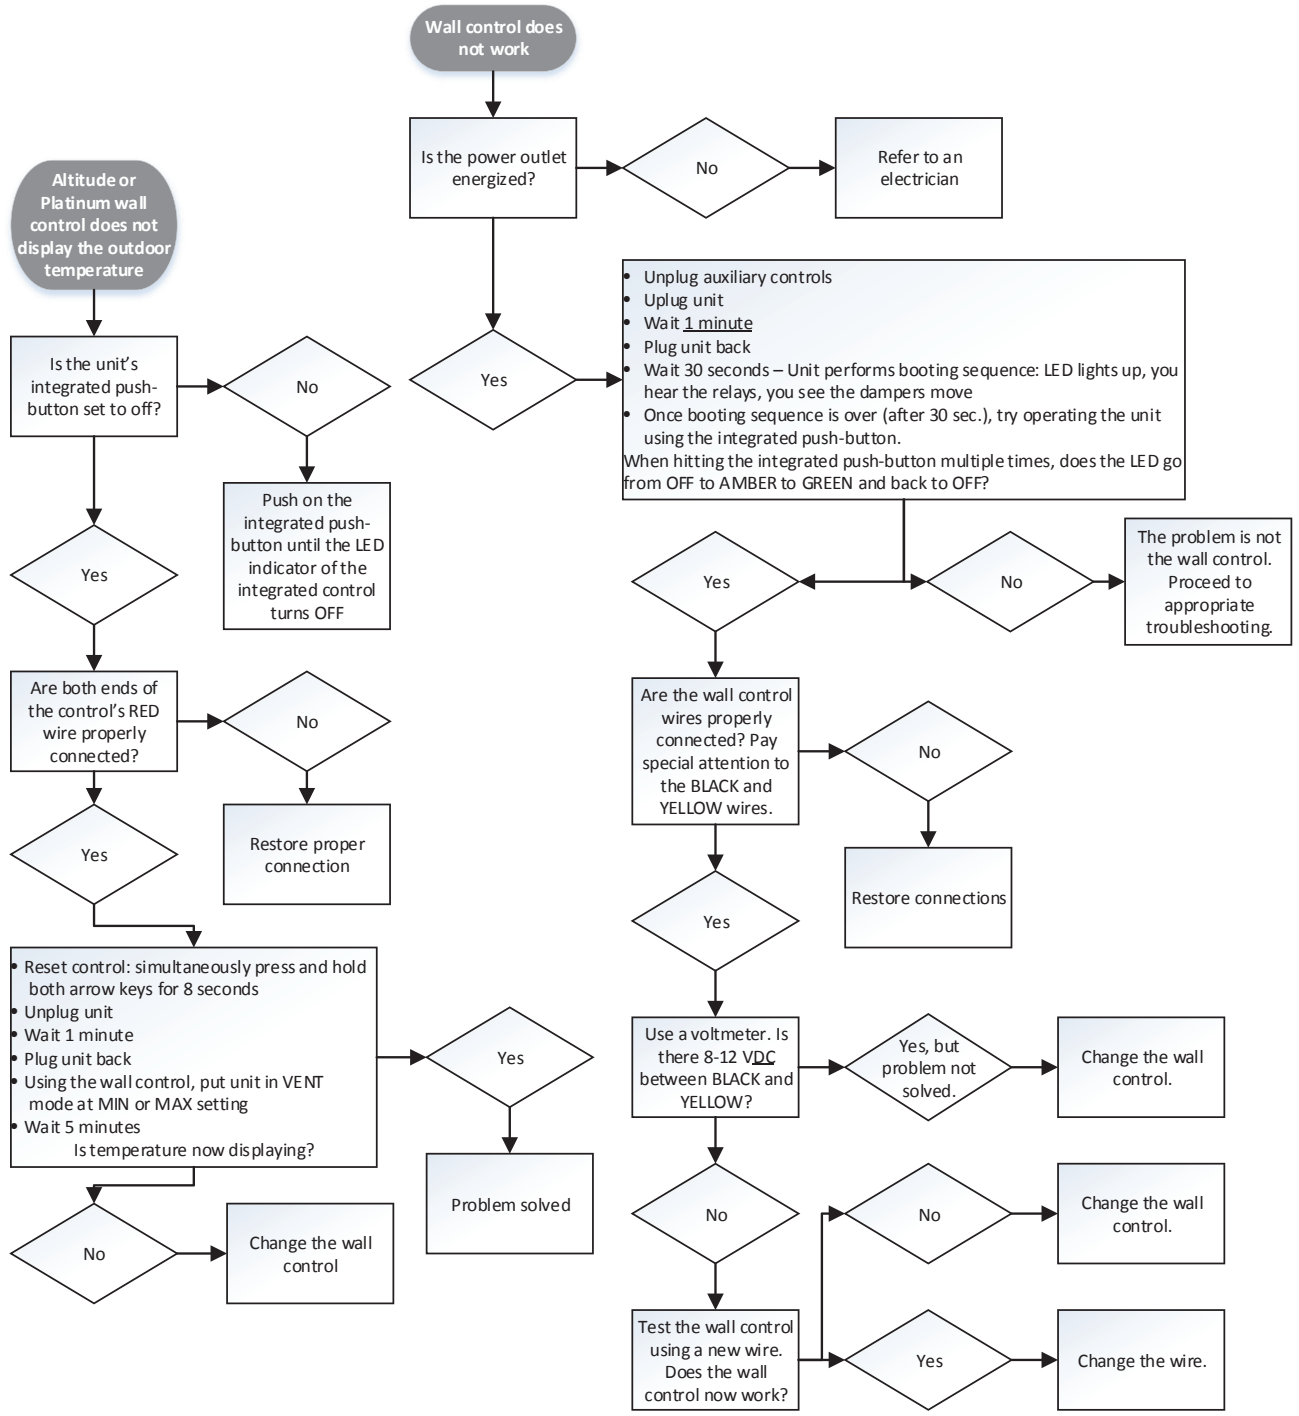 Wall control does
not work
Is the power outlet
energized?
No
Refer to an
electrician
Yes
• Unplug auxiliary controls
• Uplug unit
• Wait 1 minute
• Plug unit back
• Wait 30 seconds – Unit performs booting sequence: LED lights up, you
hear the relays, you see the dampers move
• Once booting sequence is over (after 30 sec.), try operating the unit
using the integrated push-button.
When hitting the integrated push-button multiple times, does the LED go
from OFF to AMBER to GREEN and back to OFF?
Yes
No
The problem is not
the wall control.
Proceed to
appropriate
troubleshooting.
Are the wall control
wires properly
connected? Pay
special attention to
the BLACK and
YELLOW wires.
No
Restore connections
Yes
Use a voltmeter. Is
there 8-12 VDC
between BLACK and
YELLOW?
Yes, but
problem not
solved.
Change the wall
control.
No
Test the wall control
using a new wire.
Does the wall
control now work?
No
Change the wall
control.
Yes
Change the wire.
Altitude or
Platinum wall
control does not
display the outdoor
temperature
Is the unit's
integrated push-
button set to off?
No
Push on the
integrated push-
button until the LED
indicator of the
integrated control
turns OFF
Yes
Are both ends of
the control's RED
wire properly
connected?
No
Restore proper
connection
Yes
• Reset control: simultaneously press and hold
both arrow keys for 8 seconds
• Unplug unit
• Wait 1 minute
• Plug unit back
• Using the wall control, put unit in VENT
mode at MIN or MAX setting
• Wait 5 minutes
Is temperature now displaying?
Yes
Problem solved
No
Change the wall
control